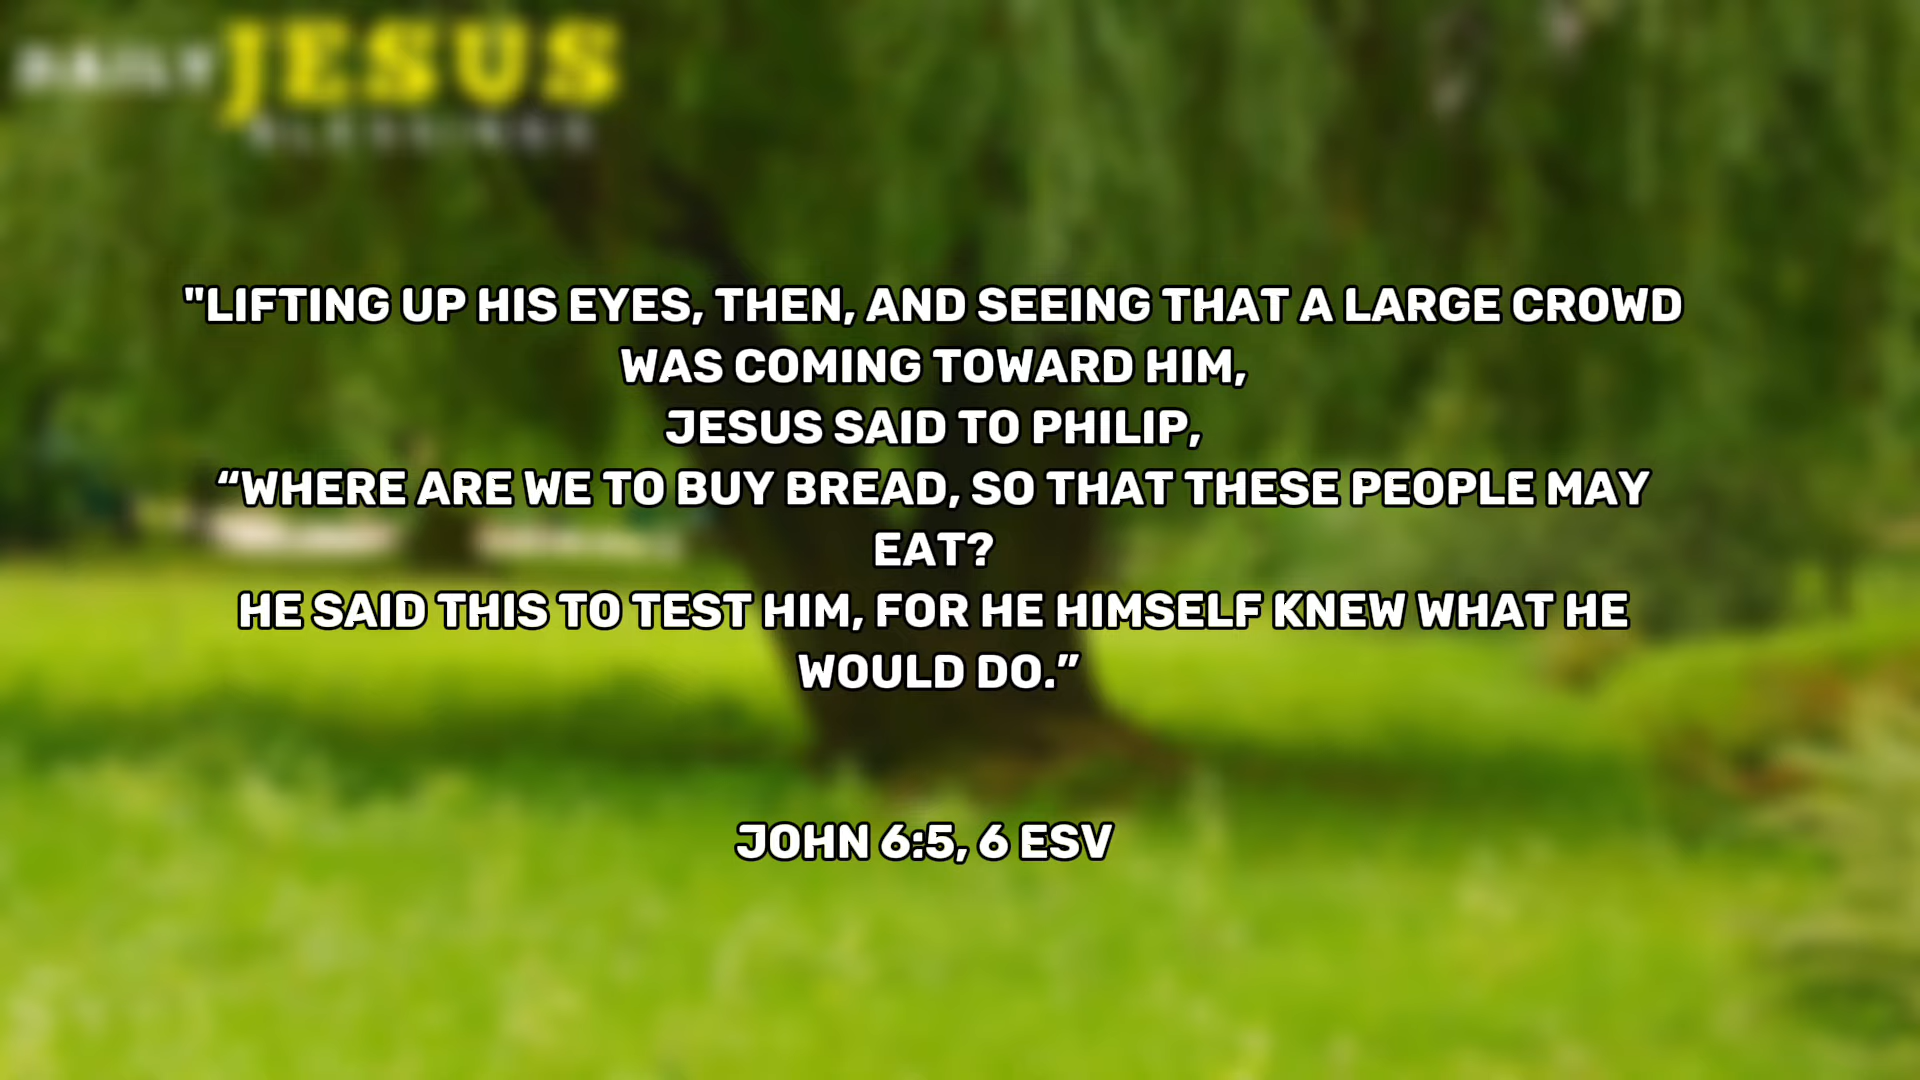 DAILY JESUS
BLESSINGS
"LIFTING UP HIS EYES, THEN, AND SEEING THAT A LARGE CROWD
WAS COMING TOWARD HIM,
JESUS SAID TO PHILIP,
“WHERE ARE WE TO BUY BREAD, SO THAT THESE PEOPLE MAY
EAT?
HE SAID THIS TO TEST HIM, FOR HE HIMSELF KNEW WHAT HE
WOULD DO.”
JOHN 6:5, 6 ESV